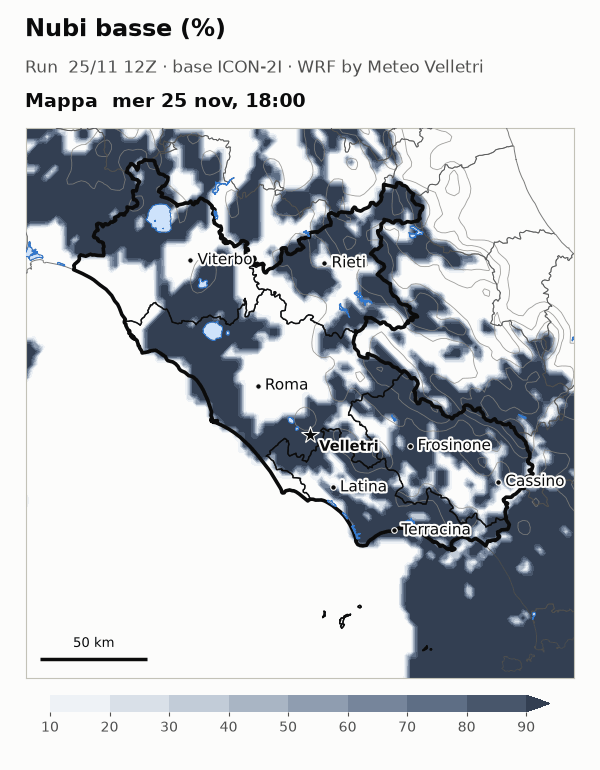 Nubi basse (%)
Run  25/11 12Z · base ICON-2I · WRF by Meteo Velletri
Mappa  mer 25 nov, 18:00
Viterbo
Rieti
Roma
Velletri
Frosinone
Cassino
Latina
Terracina
50 km
10 20 30 40 50 60 70 80 90